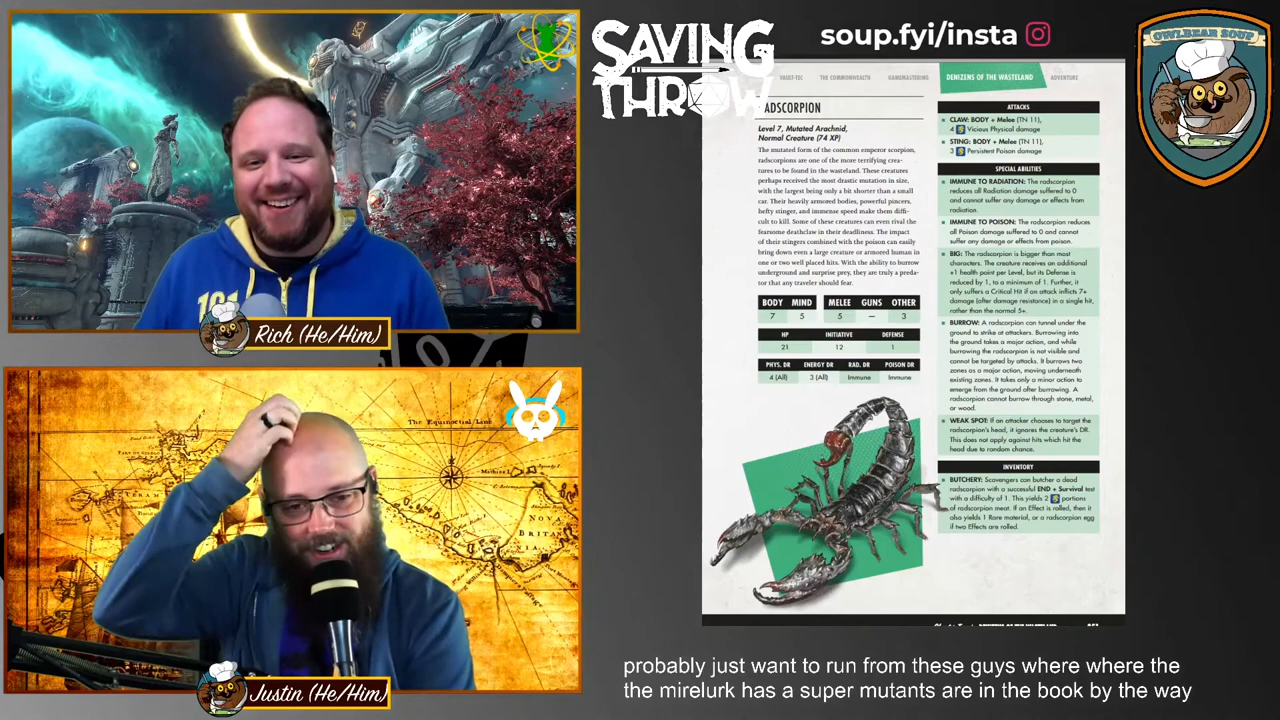 SAVING
THROW
soup.fyi/insta
OWLBEAR SOUP
101
Rich (He/Him)
The Equinoctial Line
Justin (He/Him)
VAULT-TEC THE COMMONWEALTH GAMEMASTERING DENIZENS OF THE WASTELAND ADVENTURE
ADSCORPION
Level 7, Mutated Arachnid,
Normal Creature (74 XP)
The mutated form of the common emperor scorpion,
radscorpions are one of the more terrifying crea-
tures to be found in the wasteland. These creatures
perhaps received the most drastic mutation in size,
with the largest being only a bit shorter than a small
car. Their heavily armored bodies, powerful pincers,
hefty stinger, and immense speed make them diffi-
cult to kill. Some of these creatures can even rival the
fearsome deathclaw in their deadliness. The impact
of their stingers combined with the poison can easily
bring down even a large creature or armored human in
one or two well placed hits. With the ability to burrow
underground and surprise prey, they are truly a preda-
tor that any traveler should fear.
BODY MIND MELEE GUNS OTHER
7 5 5 – 3
HP INITIATIVE DEFENSE
21 12 1
PHYS. DR ENERGY DR RAD. DR POISON DR
4 (All) 3 (All) Immune Immune
ATTACKS
CLAW: BODY + Melee (TN 11),
4 Vicious Physical damage
STING: BODY + Melee (TN 11),
3 Persistent Poison damage
SPECIAL ABILITIES
IMMUNE TO RADIATION: The radscorpion
reduces all Radiation damage suffered to 0
and cannot suffer any damage or effects from
radiation.
IMMUNE TO POISON: The radscorpion reduces
all Poison damage suffered to 0 and cannot
suffer any damage or effects from poison.
BIG: The radscorpion is bigger than most
characters. The creature receives an additional
+1 health point per Level, but its Defense is
reduced by 1, to a minimum of 1. Further, it
only suffers a Critical Hit if an attack inflicts 7+
damage (after damage resistance) in a single hit,
rather than the normal 5+.
BURROW: A radscorpion can tunnel under the
ground to strike at attackers. Burrowing into
the ground takes a major action, and while
burrowing the radscorpion is not visible and
cannot be targeted by attacks. It burrows two
zones as a major action, moving underneath
existing zones. It takes only a minor action to
emerge from the ground after burrowing. A
radscorpion cannot burrow through stone, metal,
or wood.
WEAK SPOT: If an attacker chooses to target the
radscorpion's head, it ignores the creature's DR.
This does not apply against hits which hit the
head due to random chance.
INVENTORY
BUTCHERY: Scavengers can butcher a dead
radscorpion with a successful END + Survival test
with a difficulty of 1. This yields 2 portions
of radscorpion meat. If an Effect is rolled, then it
also yields 1 Rare material, or a radscorpion egg
if two Effects are rolled.
probably just want to run from these guys where where the
the mirelurk has a super mutants are in the book by the way